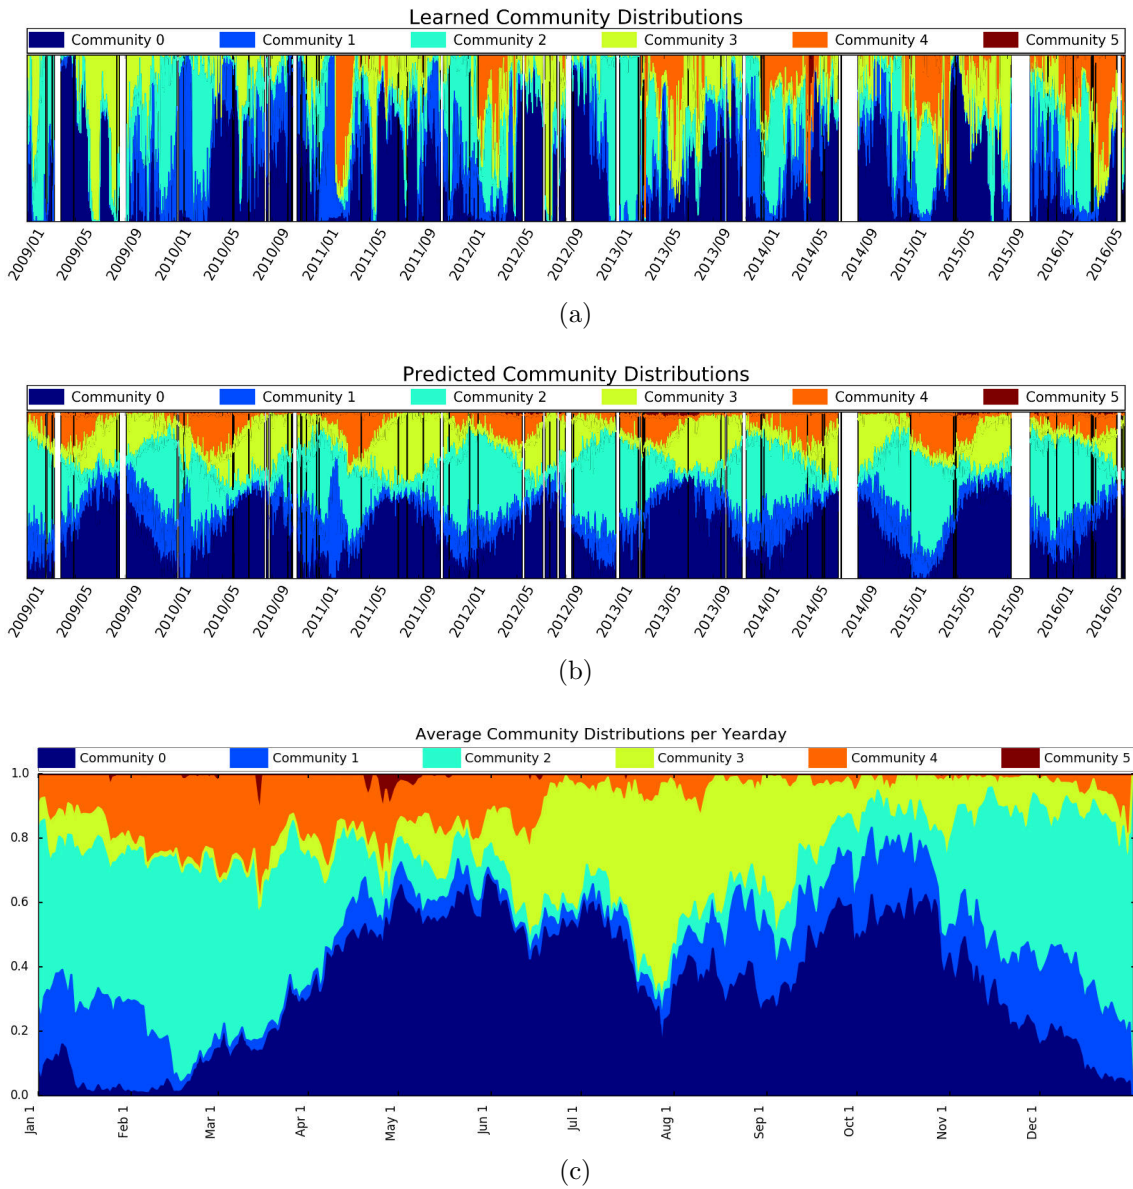 Learned Community Distributions
Community 0 Community 1 Community 2 Community 3 Community 4 Community 5
2009/01 2009/05 2009/09 2010/01 2010/05 2010/09 2011/01 2011/05 2011/09 2012/01 2012/05 2012/09 2013/01 2013/05 2013/09 2014/01 2014/05 2014/09 2015/01 2015/05 2015/09 2016/01 2016/05
(a)
Predicted Community Distributions
Community 0 Community 1 Community 2 Community 3 Community 4 Community 5
2009/01 2009/05 2009/09 2010/01 2010/05 2010/09 2011/01 2011/05 2011/09 2012/01 2012/05 2012/09 2013/01 2013/05 2013/09 2014/01 2014/05 2014/09 2015/01 2015/05 2015/09 2016/01 2016/05
(b)
Average Community Distributions per Yearday
Community 0 Community 1 Community 2 Community 3 Community 4 Community 5
1.0
0.8
0.6
0.4
0.2
0.0
Jan 1 Feb 1 Mar 1 Apr 1 May 1 Jun 1 Jul 1 Aug 1 Sep 1 Oct 1 Nov 1 Dec 1
(c)